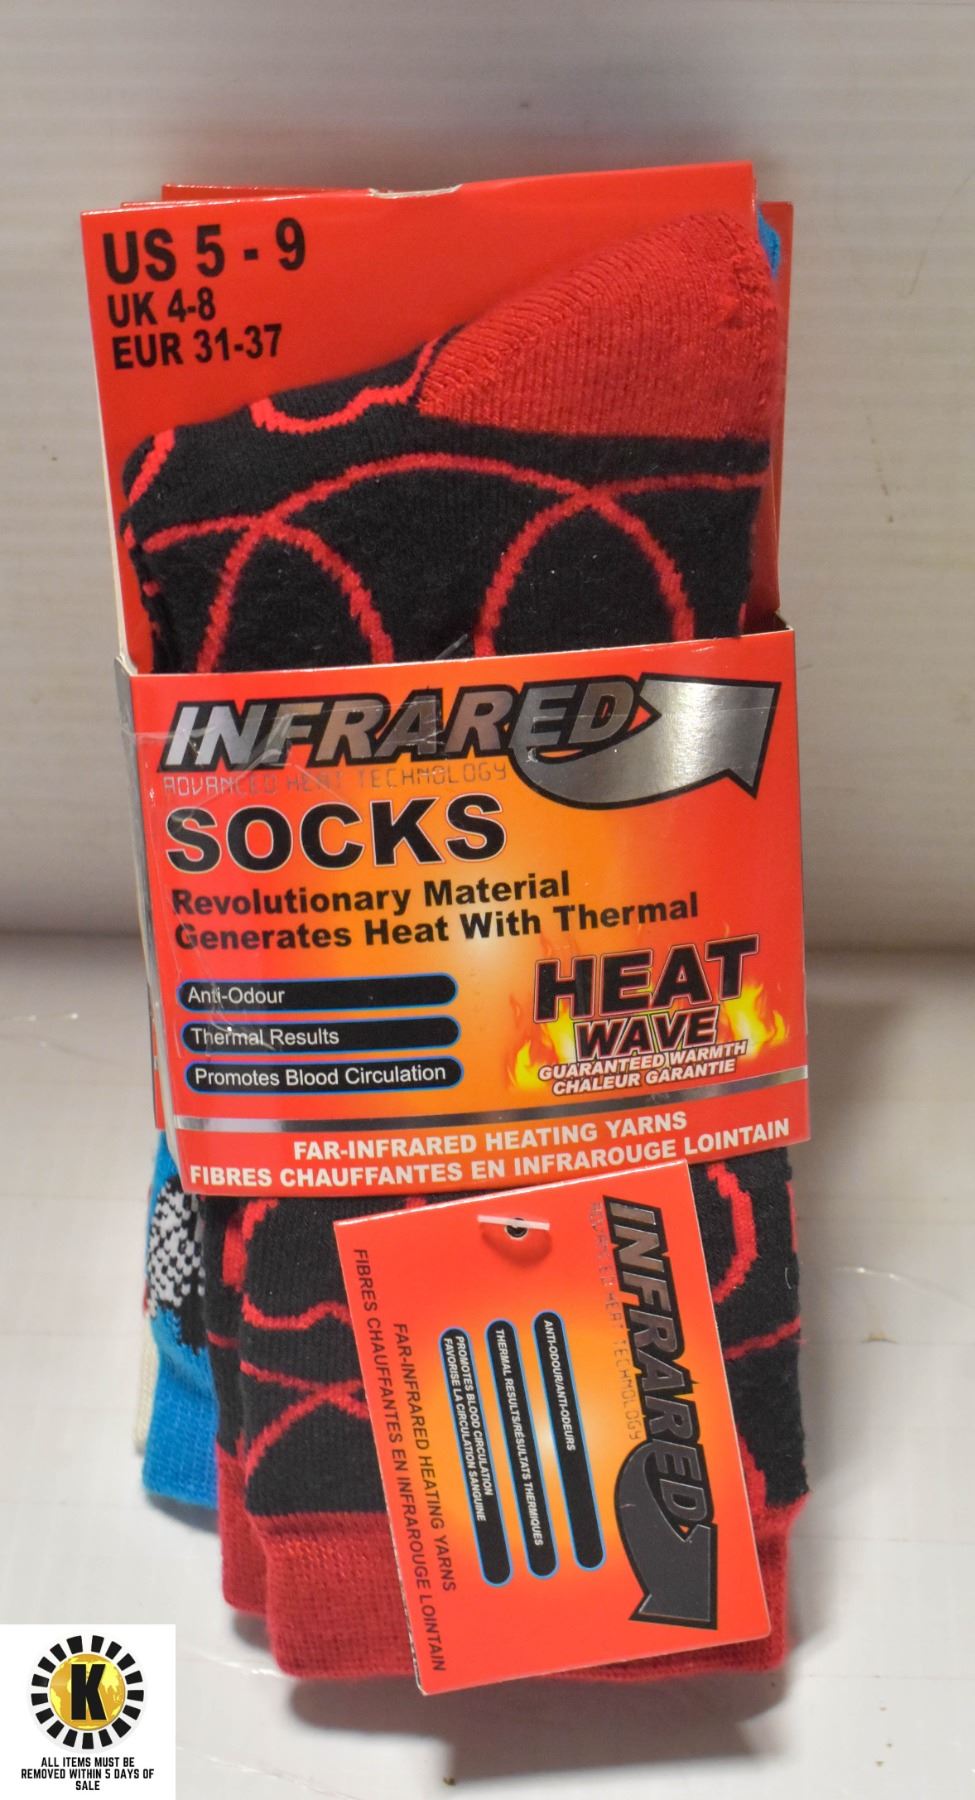 US 5 - 9
UK 4-8
EUR 31-37
INFRARED
ADVANCED HEAT TECHNOLOGY
SOCKS
Revolutionary Material
Generates Heat With Thermal
Anti-Odour
Thermal Results
Promotes Blood Circulation
HEAT
WAVE
GUARANTEED WARMTH
CHALEUR GARANTIE
FAR-INFRARED HEATING YARNS
FIBRES CHAUFFANTES EN INFRAROUGE LOINTAIN
INFRARED
ADVANCED HEAT TECHNOLOGY
ANTI-ODOUR/ANTI-ODEURS
THERMAL RESULTS/RÉSULTATS THERMIQUES
PROMOTES BLOOD CIRCULATION
FAVORISE LA CIRCULATION SANGUINE
FAR-INFRARED HEATING YARNS
FIBRES CHAUFFANTES EN INFRAROUGE LOINTAIN
K
ALL ITEMS MUST BE
REMOVED WITHIN 5 DAYS OF
SALE